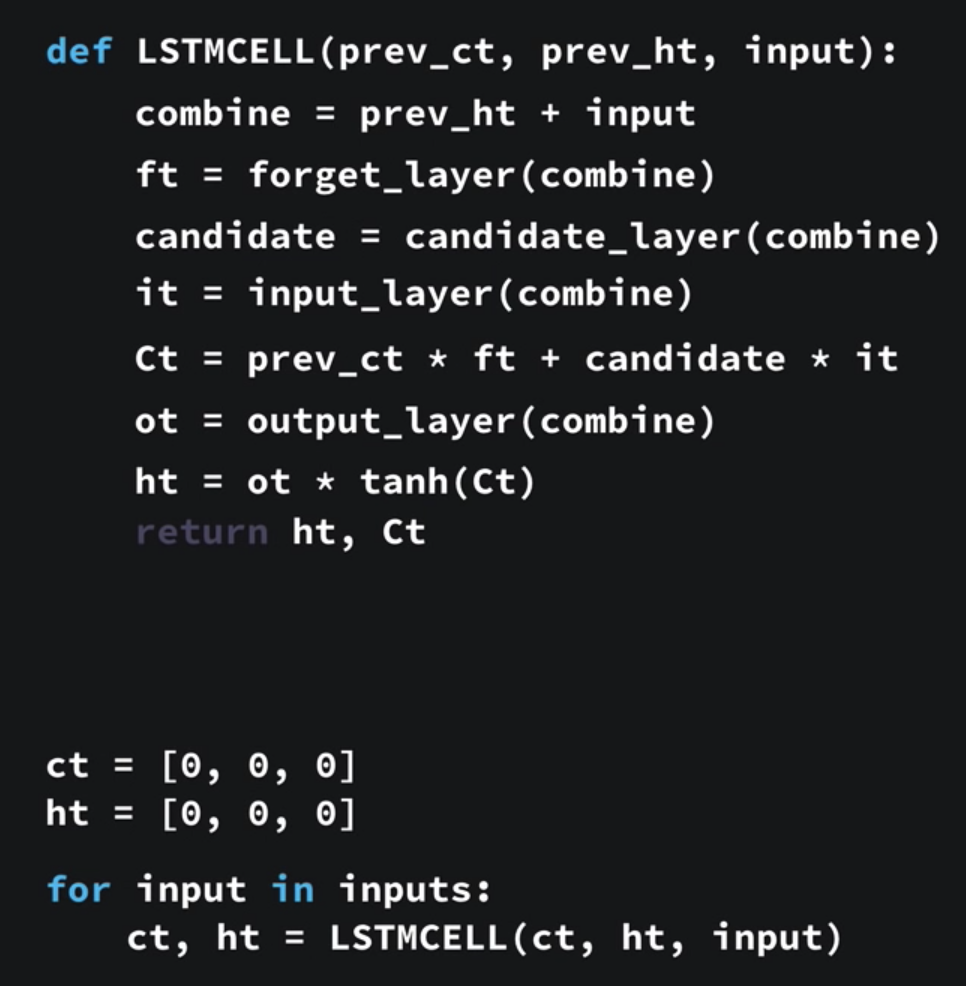 def LSTMCELL(prev_ct, prev_ht, input):
    combine = prev_ht + input
    ft = forget_layer(combine)
    candidate = candidate_layer(combine)
    it = input_layer(combine)
    Ct = prev_ct * ft + candidate * it
    ot = output_layer(combine)
    ht = ot * tanh(Ct)
    return ht, Ct
ct = [0, 0, 0]
ht = [0, 0, 0]
for input in inputs:
    ct, ht = LSTMCELL(ct, ht, input)